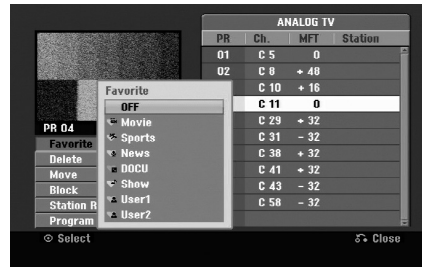 ANALOG TV
PR Ch. MFT Station
01 C 5 0
02 C 8 + 48
C 10 + 16
C 11 0
C 29 + 32
C 31 - 32
C 38 + 32
C 41 + 32
C 43 - 32
C 58 - 32
PR 04
Favorite
Delete
Move
Block
Station R
Program
Favorite
OFF
Movie
Sports
News
DOCU
Show
User1
User2
Select
Close